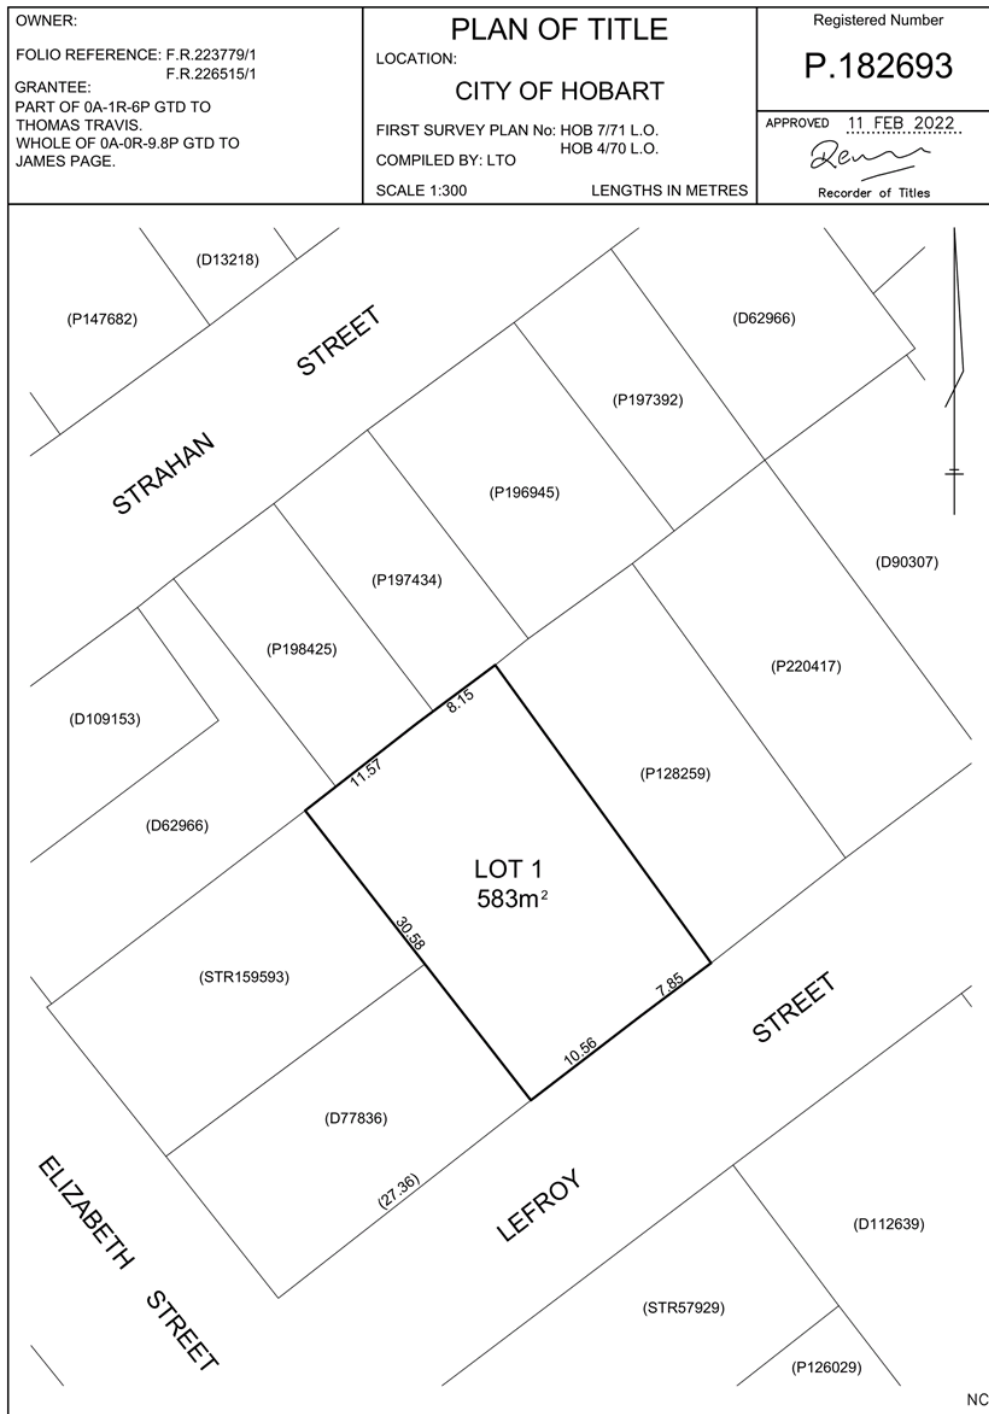 OWNER:
FOLIO REFERENCE: F.R.223779/1
F.R.226515/1
GRANTEE:
PART OF 0A-1R-6P GTD TO
THOMAS TRAVIS.
WHOLE OF 0A-0R-9.8P GTD TO
JAMES PAGE.
PLAN OF TITLE
LOCATION:
CITY OF HOBART
FIRST SURVEY PLAN No: HOB 7/71 L.O.
HOB 4/70 L.O.
COMPILED BY: LTO
SCALE 1:300 LENGTHS IN METRES
Registered Number
P.182693
APPROVED 11 FEB 2022
Recorder of Titles
(D13218)
(P147682)
STRAHAN STREET
(D62966)
(P197392)
(P196945)
(D90307)
(P197434)
(P198425)
(P220417)
(D109153)
8.15
11.57
(P128259)
(D62966)
LOT 1
583m²
30.58
(STR159593)
7.85
10.56
(D77836)
(27.36)
LEFROY STREET
ELIZABETH STREET
(D112639)
(STR57929)
(P126029)
NC